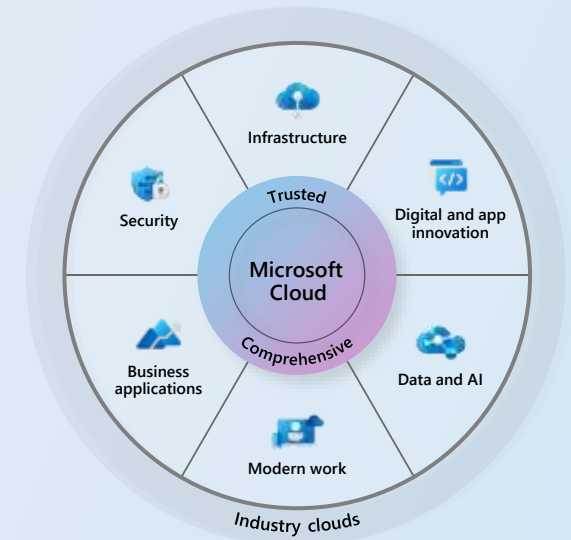 Infrastructure
Trusted
Security
Digital and app
innovation
Microsoft
Cloud
Comprehensive
Business
applications
Data and AI
Modern work
Industry clouds